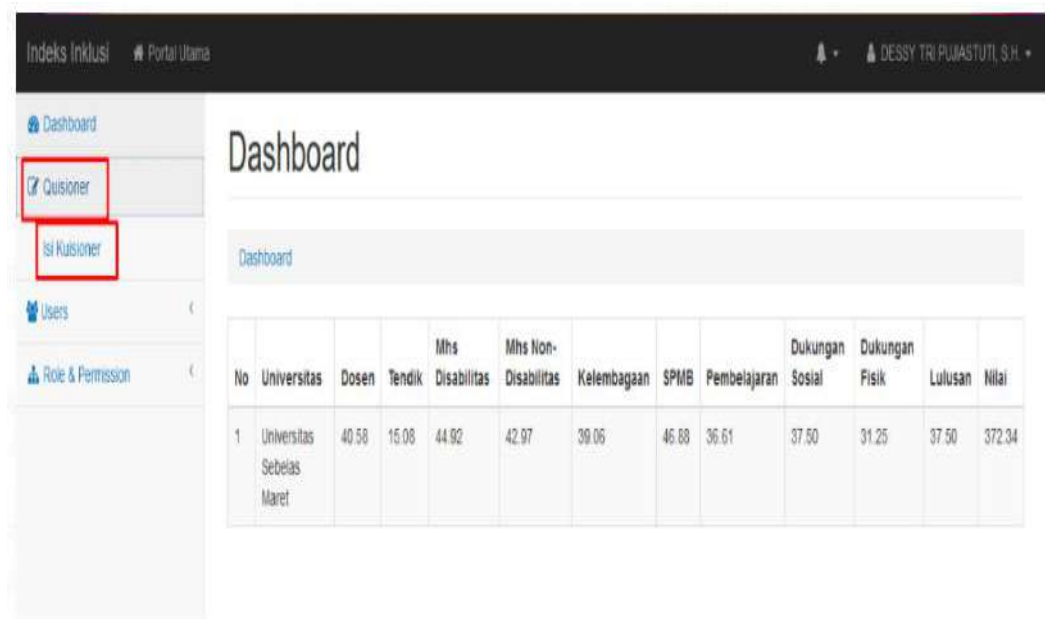 Indeks Inklusi Portal Utama DESSY TRI PUJIASTUTI, S.H.
Dashboard
Quisioner
Isi Kuisioner
Users
Role & Permission
Dashboard
Dashboard
No Universitas Dosen Tendik Mhs Disabilitas Mhs Non-Disabilitas Kelembagaan SPMB Pembelajaran Dukungan Sosial Dukungan Fisik Lulusan Nilai
1 Universitas Sebelas Maret 40.58 15.08 44.92 42.97 39.06 46.88 36.61 37.50 31.25 37.50 372.34